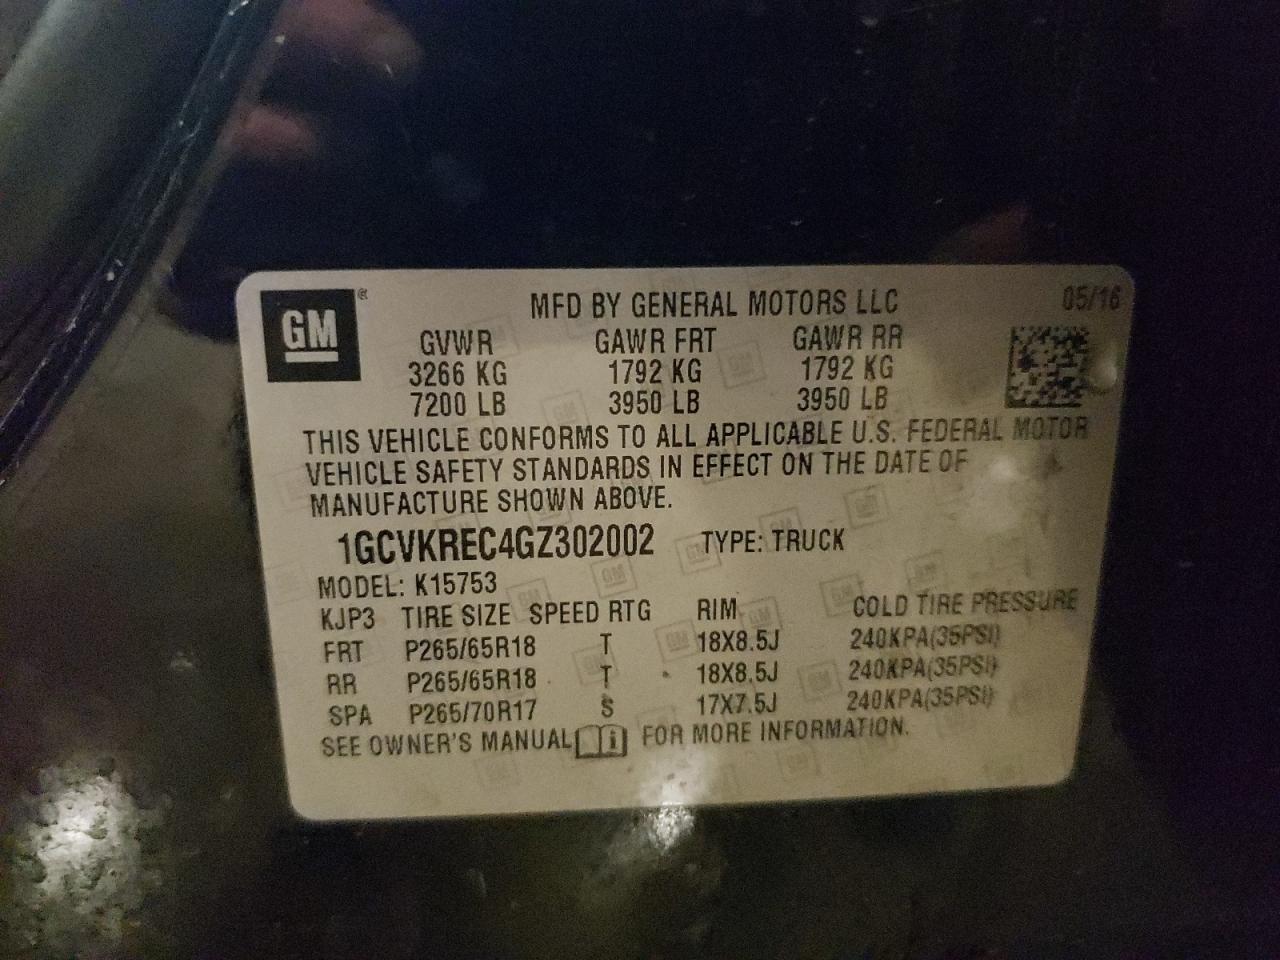 GM ®
MFD BY GENERAL MOTORS LLC 05/16
GVWR GAWR FRT GAWR RR
3266 KG 1792 KG 1792 KG
7200 LB 3950 LB 3950 LB
THIS VEHICLE CONFORMS TO ALL APPLICABLE U.S. FEDERAL MOTOR
VEHICLE SAFETY STANDARDS IN EFFECT ON THE DATE OF
MANUFACTURE SHOWN ABOVE.
1GCVKREC4GZ302002 TYPE: TRUCK
MODEL: K15753
KJP3 TIRE SIZE SPEED RTG RIM COLD TIRE PRESSURE
FRT P265/65R18 T 18X8.5J 240KPA(35PSI)
RR P265/65R18 T 18X8.5J 240KPA(35PSI)
SPA P265/70R17 S 17X7.5J 240KPA(35PSI)
SEE OWNER'S MANUAL i FOR MORE INFORMATION.